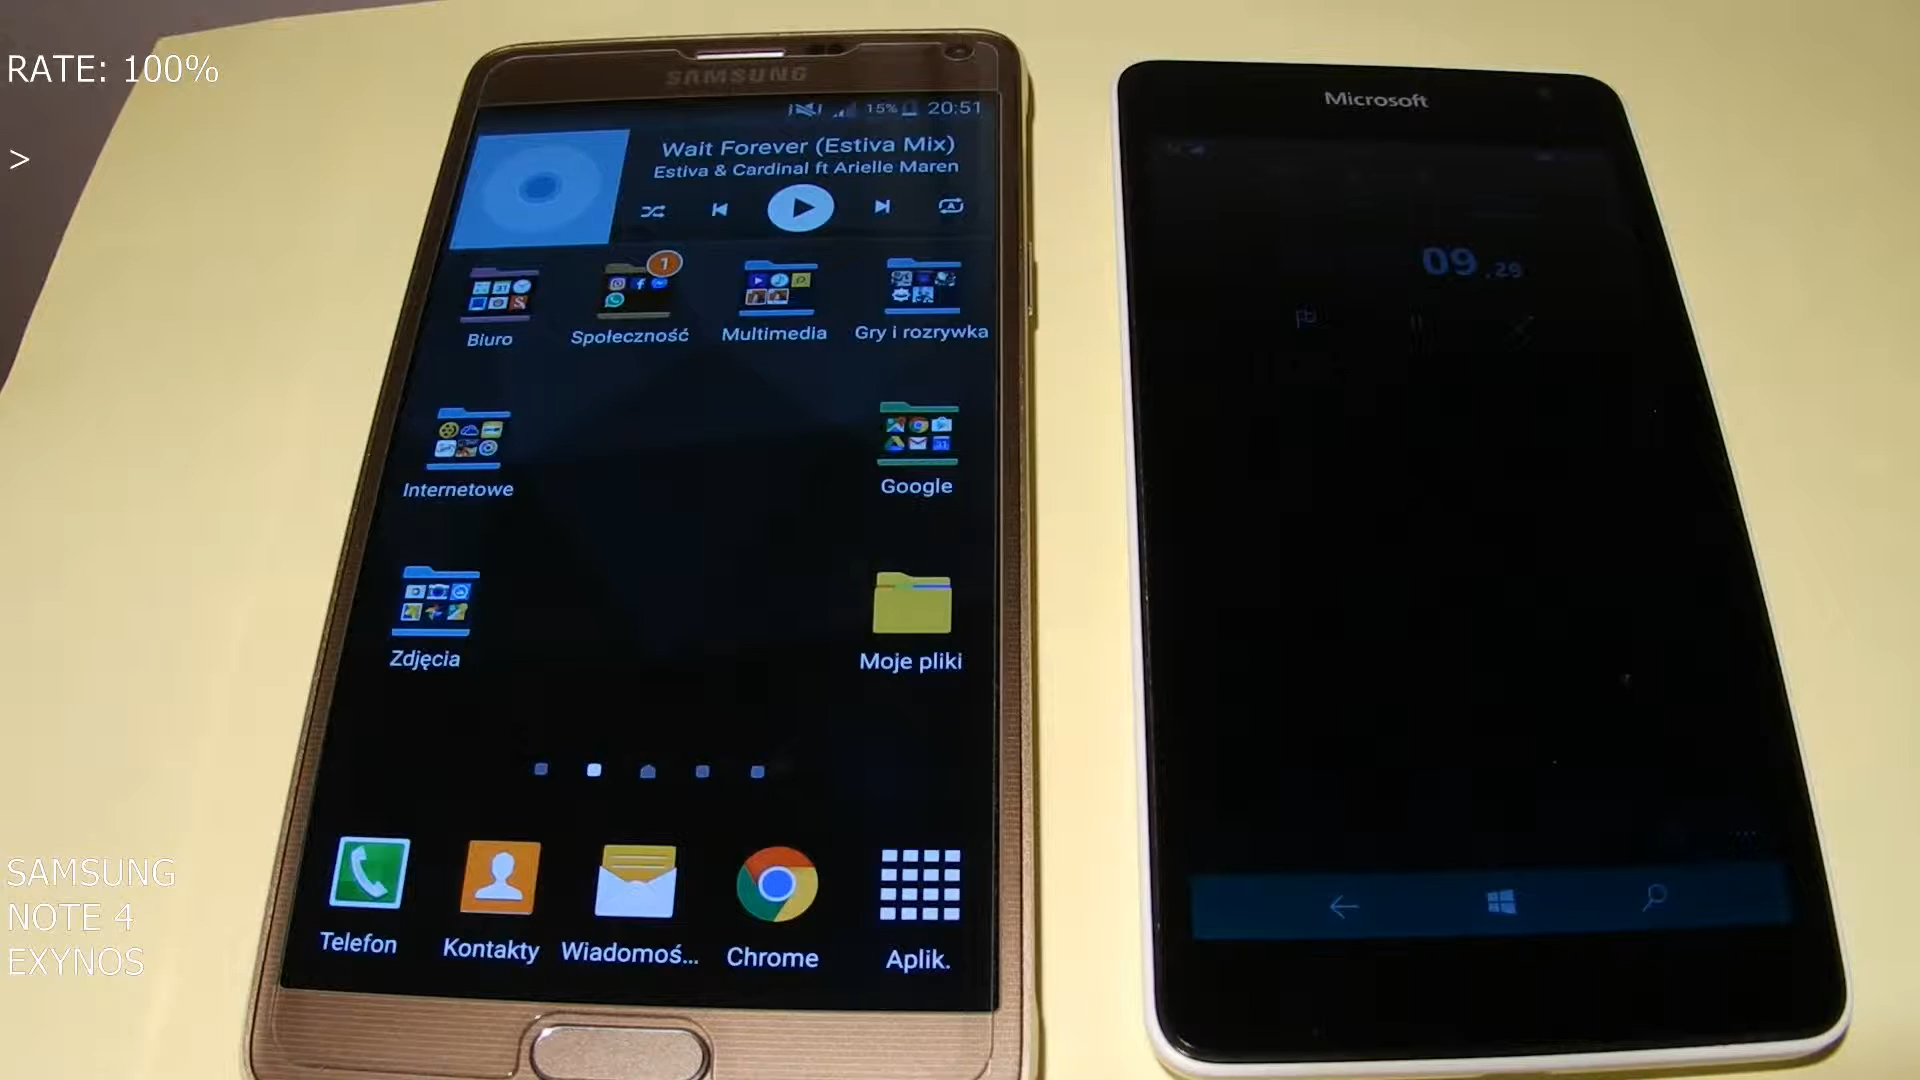 RATE: 100%
>
SAMSUNG
NOTE 4
EXYNOS
SAMSUNG
15% 20:51
Wait Forever (Estiva Mix)
Estiva & Cardinal ft Arielle Maren
1
Biuro Społeczność Multimedia Gry i rozrywka
Internetowe Google
Zdjęcia Moje pliki
Telefon Kontakty Wiadomoś... Chrome Aplik.
Microsoft
09.29